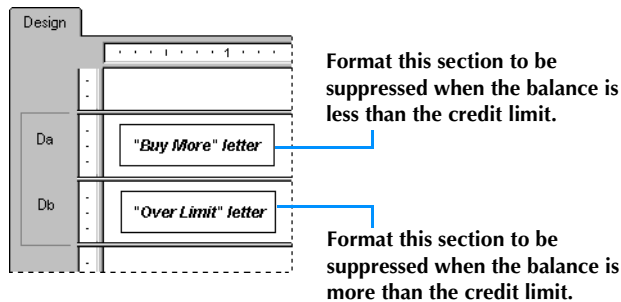 Design
1
Format this section to be
suppressed when the balance is
less than the credit limit.
Da
"Buy More" letter
Db
"Over Limit" letter
Format this section to be
suppressed when the balance is
more than the credit limit.